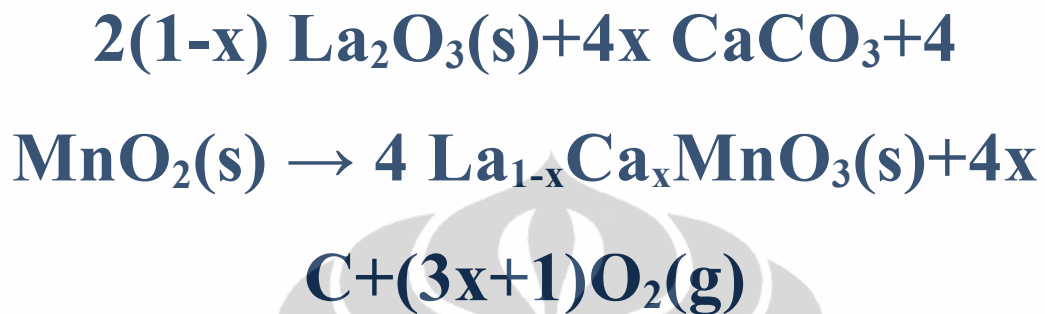 2(1-x) La₂O₃(s)+4x CaCO₃+4
MnO₂(s) → 4 La₁₋ₓCaₓMnO₃(s)+4x
C+(3x+1)O₂(g)